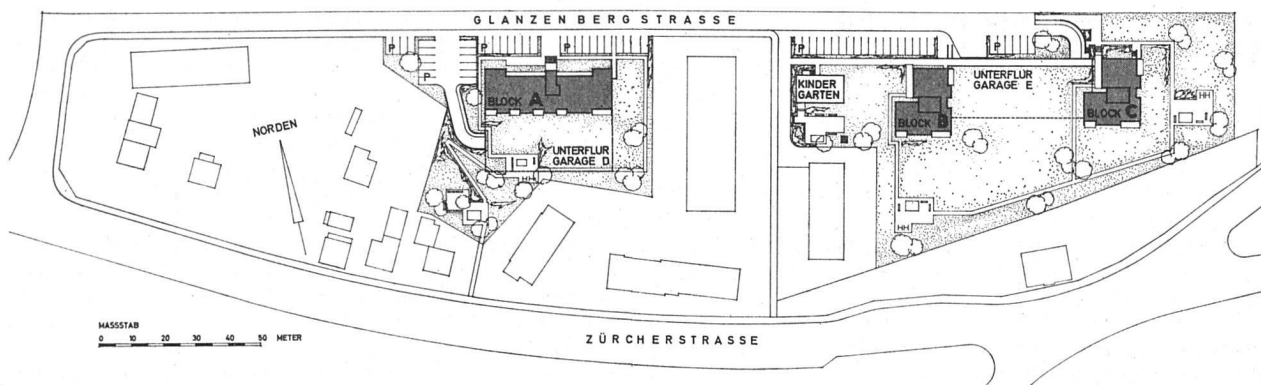 GLANZENBERGSTRASSE
P
P
P
P
P
BLOCK A
KINDER
GARTEN
UNTERFLUR
GARAGE E
BLOCK B
BLOCK C
HH
NORDEN
UNTERFLUR
GARAGE D
HH
HH
MASSSTAB
0 10 20 30 40 50 METER
ZÜRCHERSTRASSE